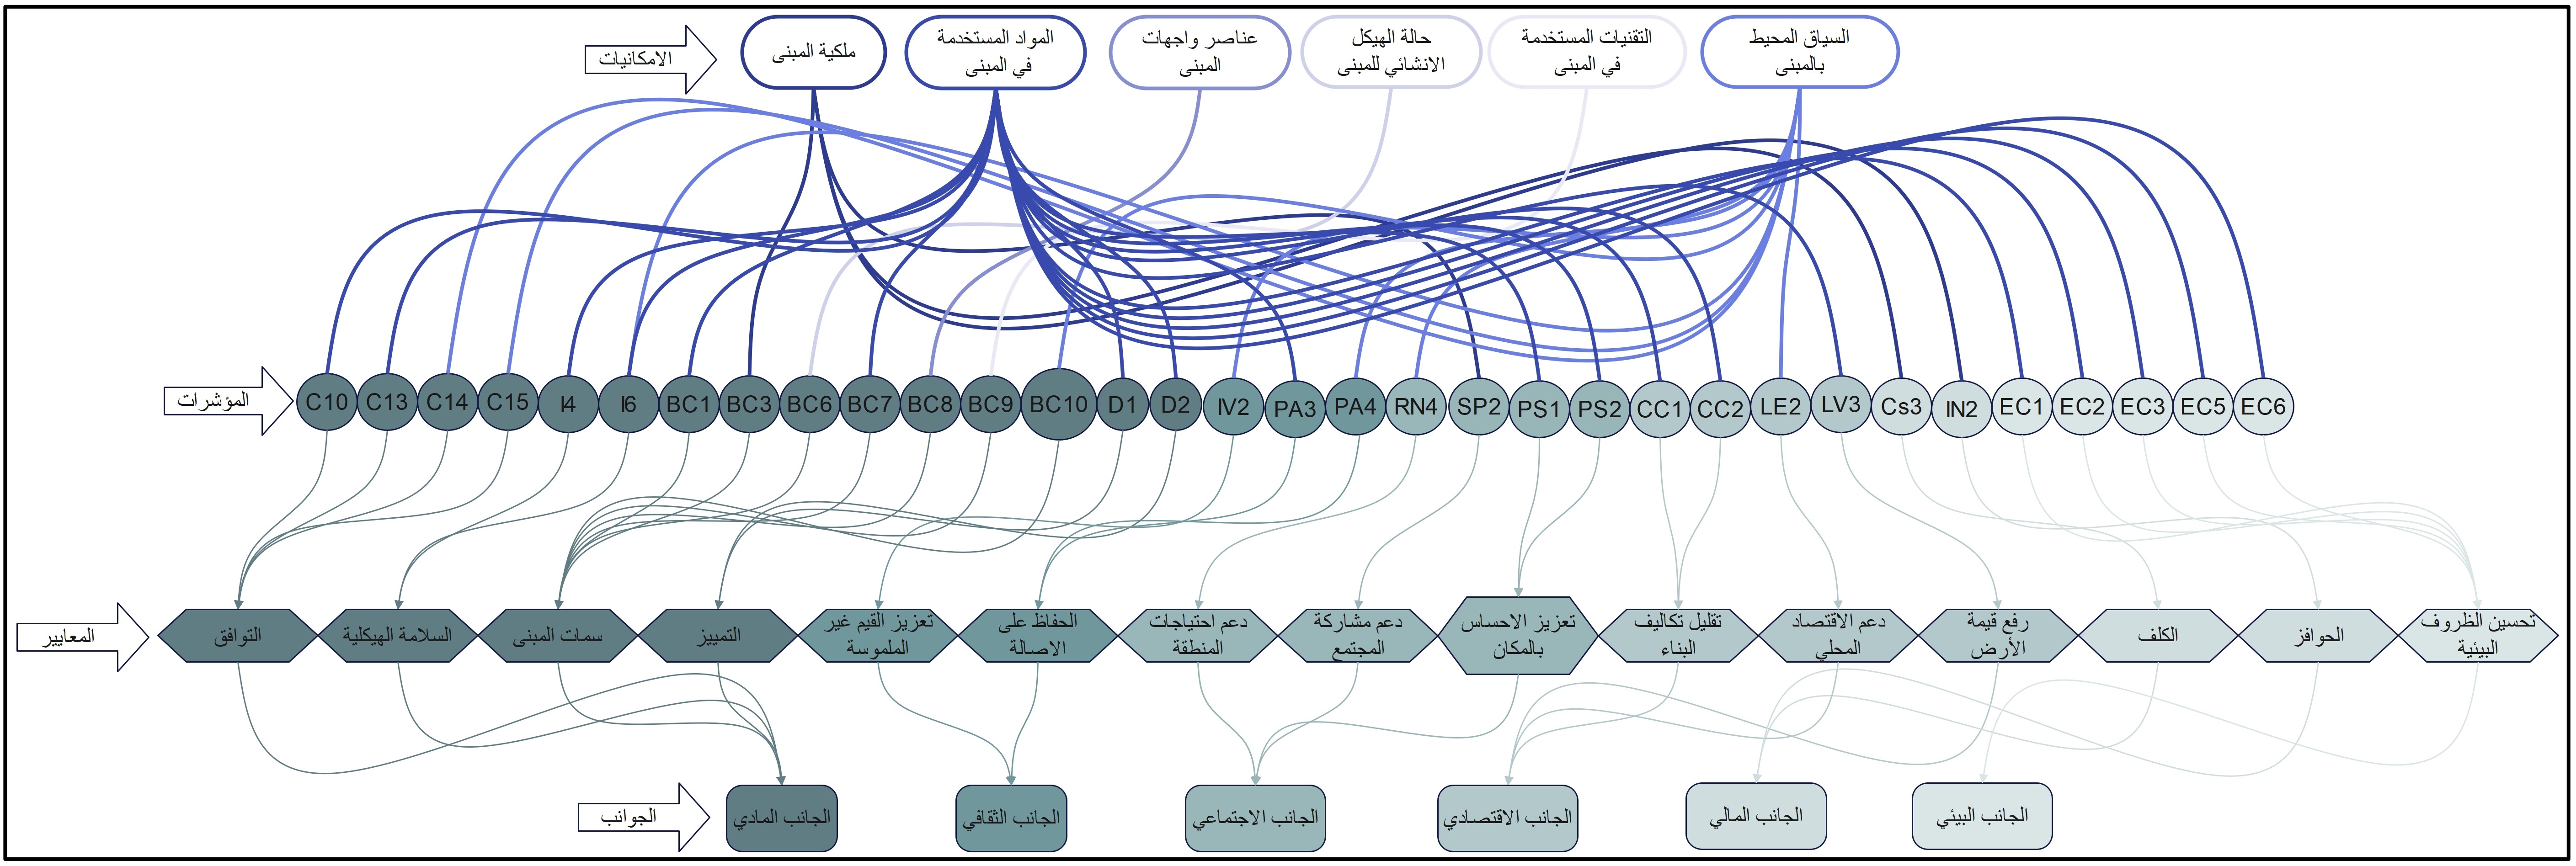 الامكانيات
ملكية المبنى
المواد المستخدمة
في المبنى
عناصر واجهات
المبنى
حالة الهيكل
الانشائي للمبنى
التقنيات المستخدمة
في المبنى
السياق المحيط
بالمبنى
المؤشرات
C10
C13
C14
C15
I4
I6
BC1
BC3
BC6
BC7
BC8
BC9
BC10
D1
D2
IV2
PA3
PA4
RN4
SP2
PS1
PS2
CC1
CC2
LE2
LV3
Cs3
IN2
EC1
EC2
EC3
EC5
EC6
المعايير
التوافق
السلامة الهيكلية
سمات المبنى
التمييز
تعزيز القيم غير
الملموسة
الحفاظ على
الاصالة
دعم احتياجات
المنطقة
دعم مشاركة
المجتمع
تعزيز الاحساس
بالمكان
تقليل تكاليف
البناء
دعم الاقتصاد
المحلي
رفع قيمة
الأرض
الكلف
الحوافز
تحسين الظروف
البيئية
الجوانب
الجانب المادي
الجانب الثقافي
الجانب الاجتماعي
الجانب الاقتصادي
الجانب المالي
الجانب البيئي